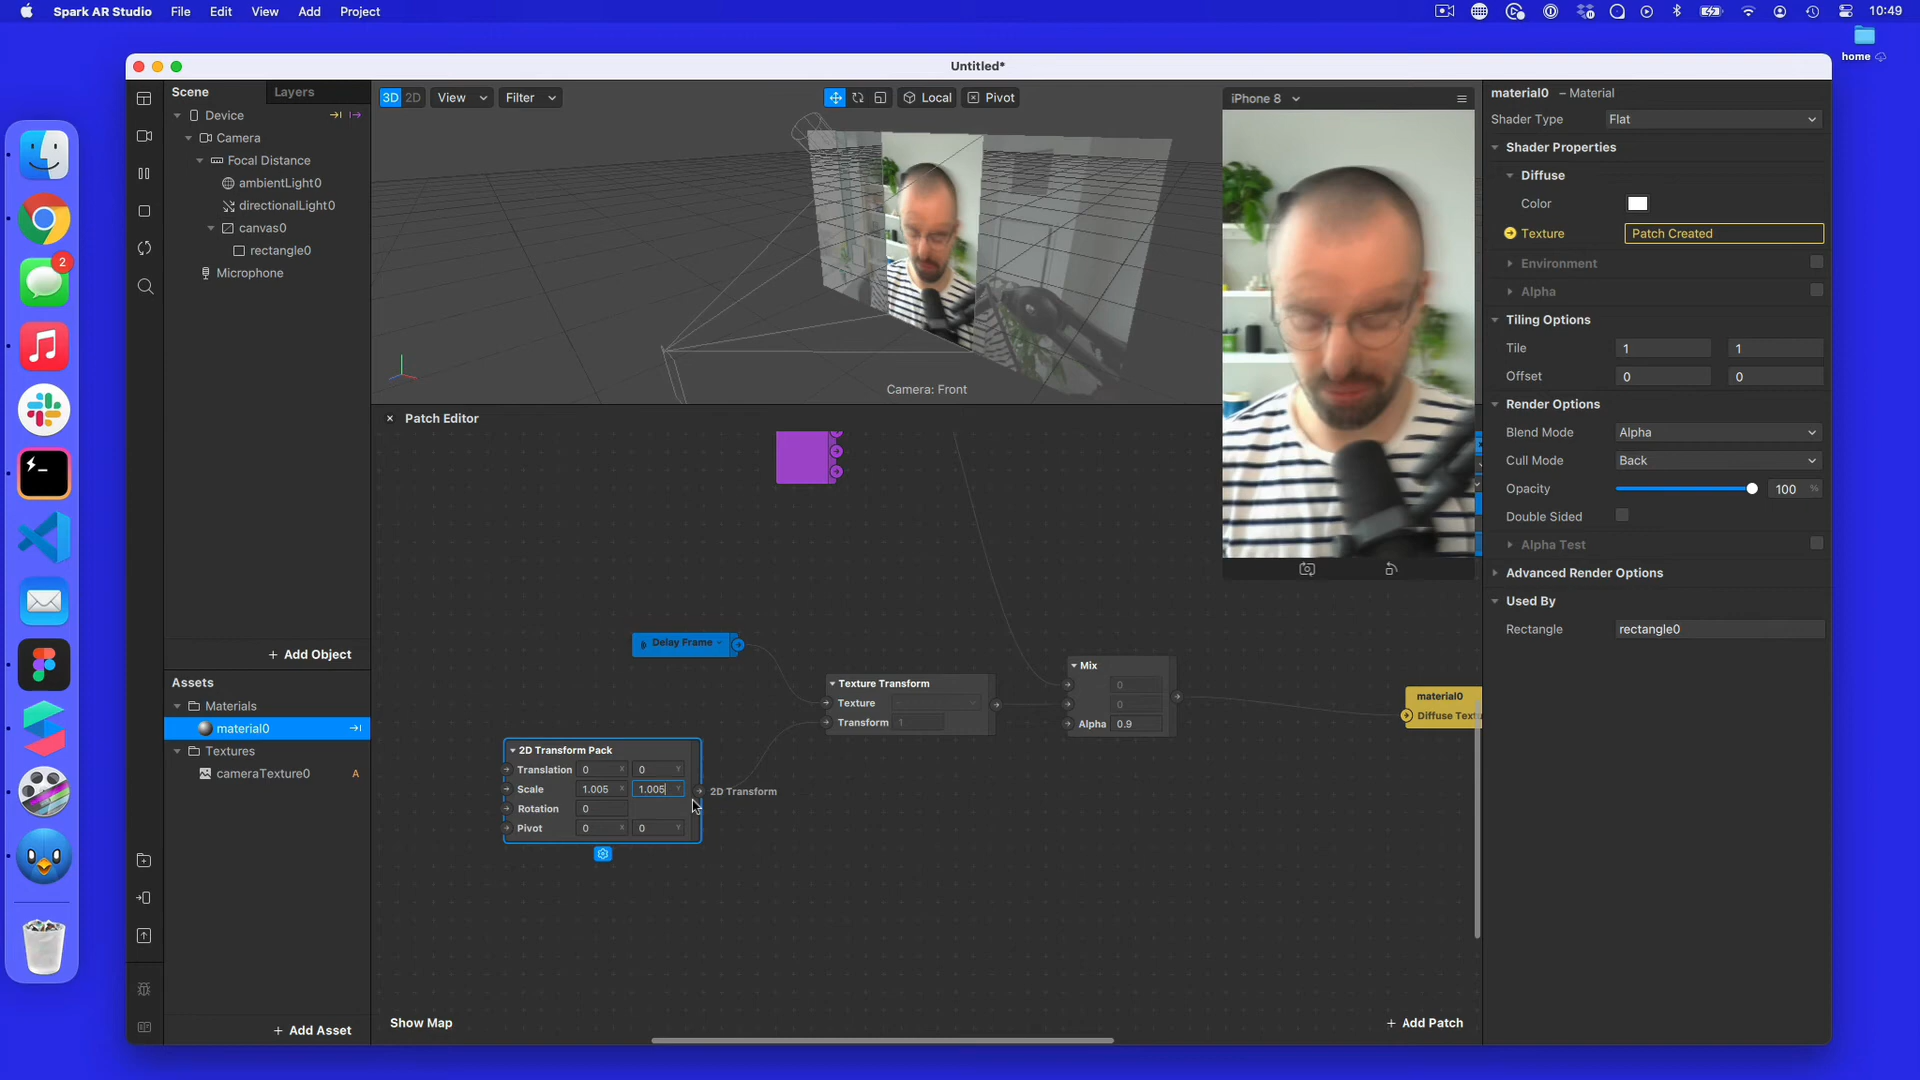 Spark AR Studio File Edit View Add Project 10:49
home
Untitled*
Scene Layers
Device
Camera
Focal Distance
ambientLight0
directionalLight0
canvas0
rectangle0
Microphone
+ Add Object
Assets
Materials
material0
Textures
cameraTexture0 A
+ Add Asset
2
3D 2D View Filter Local Pivot
Camera: Front
iPhone 8
Patch Editor
Delay Frame
Texture Transform
Texture
Transform 1
Mix
0
0
Alpha 0.9
material0
Diffuse Textu
2D Transform Pack
Translation 0 X 0 Y
Scale 1.005 X 1.005 Y
Rotation 0
Pivot 0 X 0 Y
2D Transform
Show Map
+ Add Patch
material0 – Material
Shader Type Flat
Shader Properties
Diffuse
Color
Texture Patch Created
Environment
Alpha
Tiling Options
Tile 1 1
Offset 0 0
Render Options
Blend Mode Alpha
Cull Mode Back
Opacity 100 %
Double Sided
Alpha Test
Advanced Render Options
Used By
Rectangle rectangle0